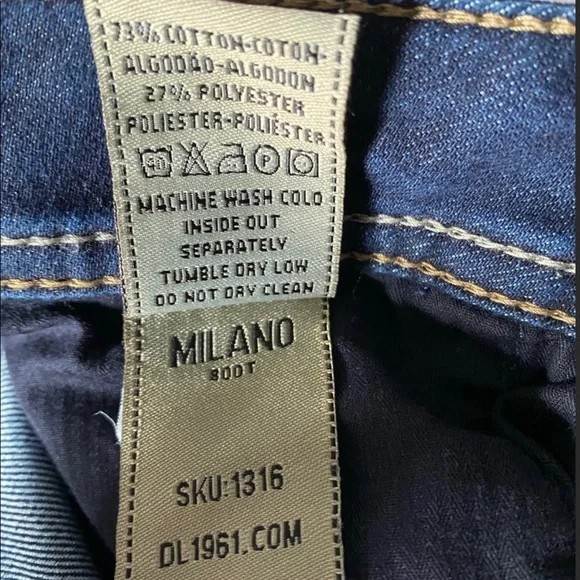 73% COTTON-COTON-
ALGODÃO-ALGODON
27% POLYESTER
POLIESTER-POLIÉSTER
P
MACHINE WASH COLD
INSIDE OUT
SEPARATELY
TUMBLE DRY LOW
DO NOT DRY CLEAN
MILANO
BOOT
SKU:1316
DL1961.COM